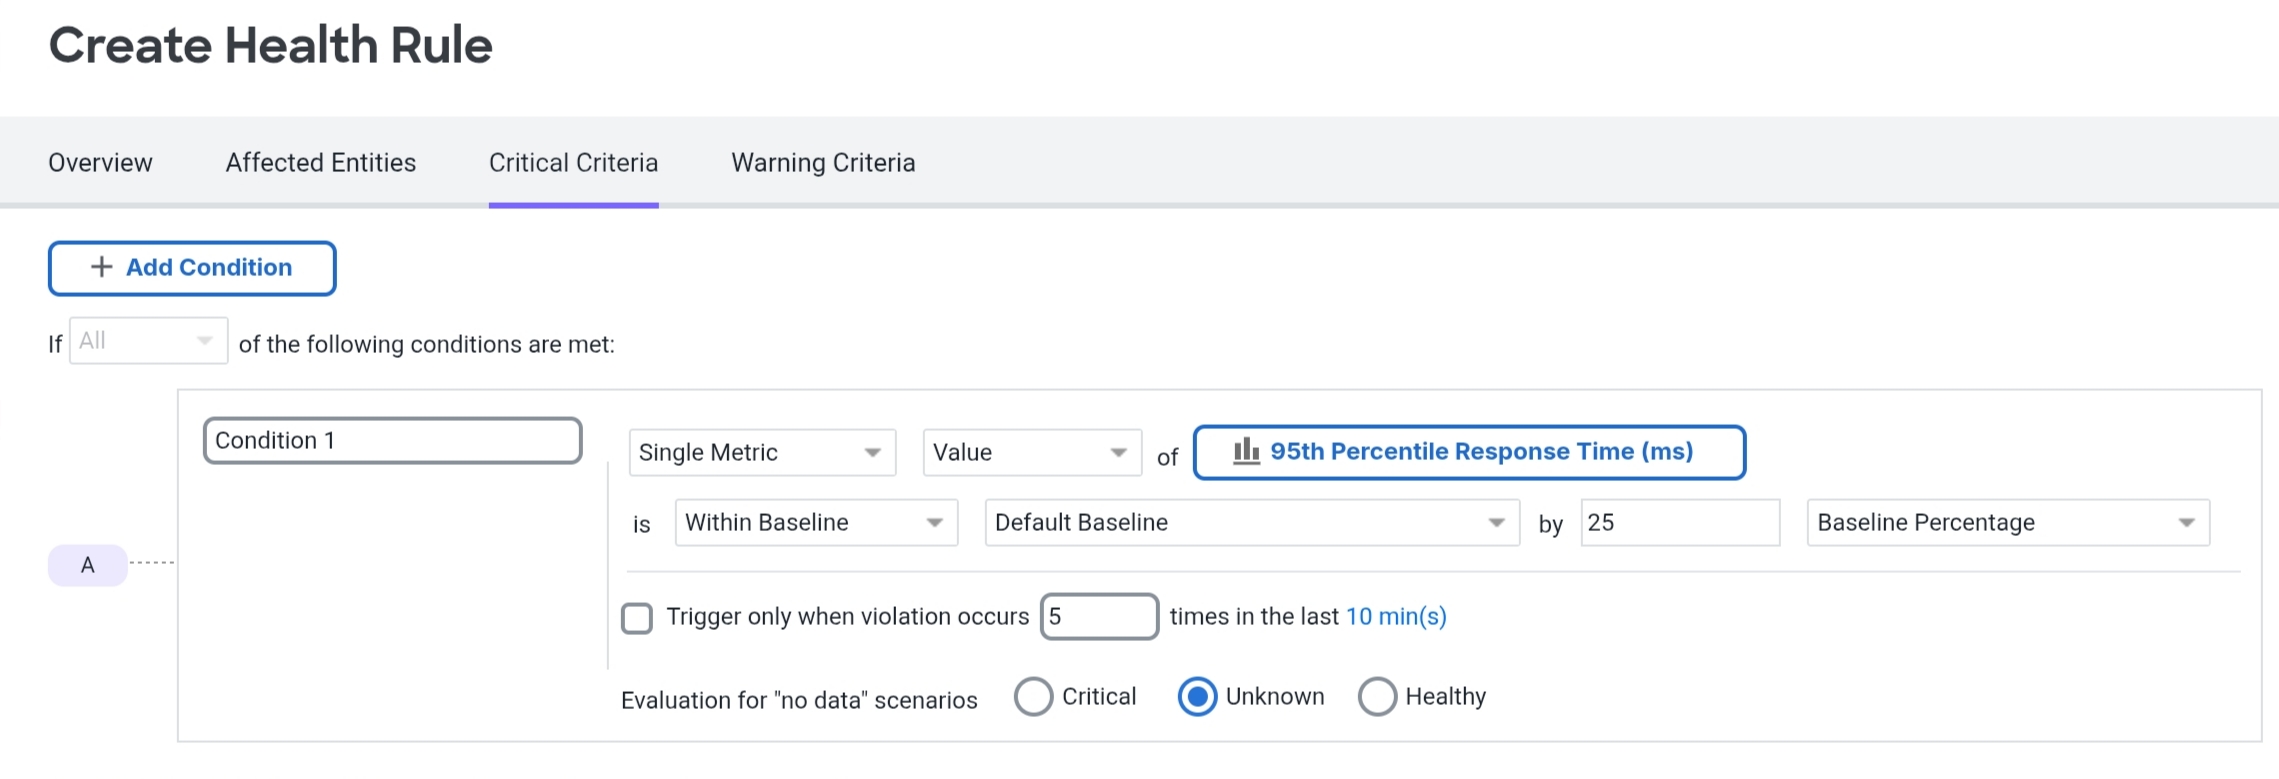 Create Health Rule
Overview Affected Entities Critical Criteria Warning Criteria
+ Add Condition
If All of the following conditions are met:
Condition 1
Single Metric Value of 95th Percentile Response Time (ms)
is Within Baseline Default Baseline by 25 Baseline Percentage
A
Trigger only when violation occurs 5 times in the last 10 min(s)
Evaluation for "no data" scenarios Critical Unknown Healthy